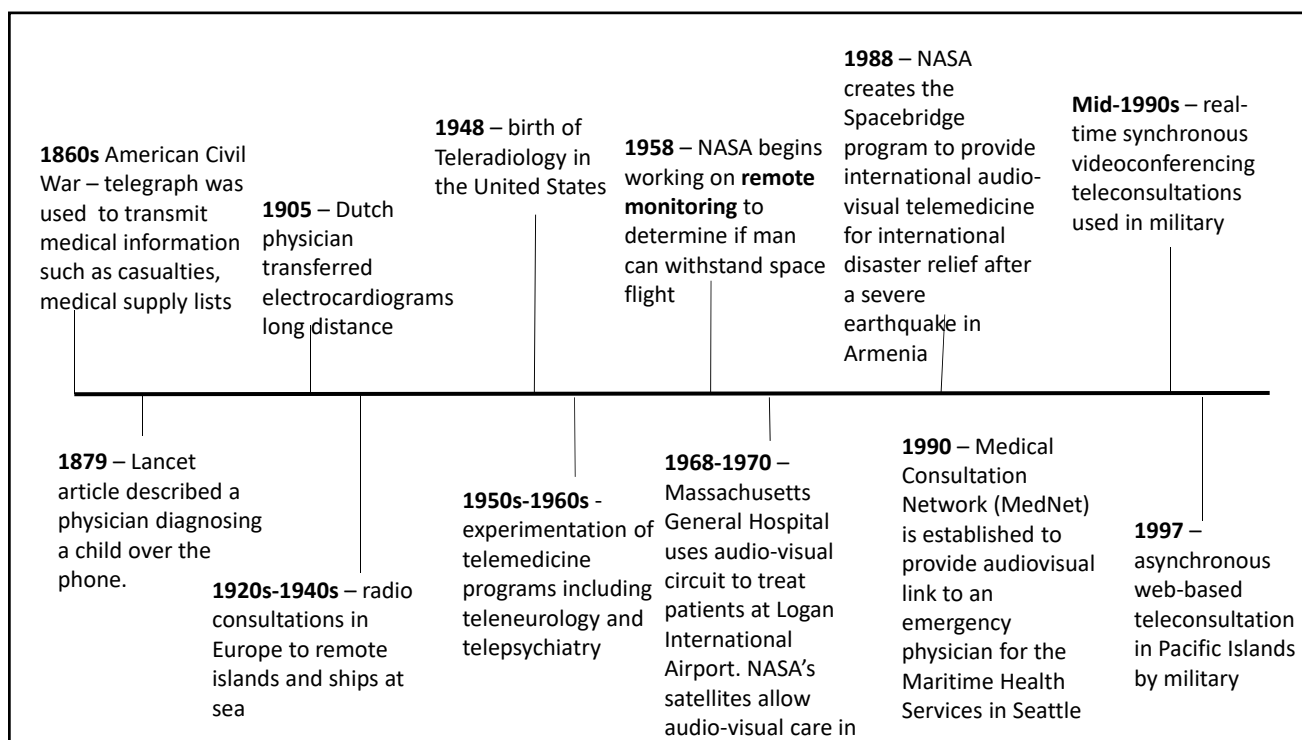 1860s American Civil
War – telegraph was
used  to transmit
medical information
such as casualties,
medical supply lists
1879 – Lancet
article described a
physician diagnosing
a child over the
phone.
1905 – Dutch
physician
transferred
electrocardiograms
long distance
1920s-1940s – radio
consultations in
Europe to remote
islands and ships at
sea
1948 – birth of
Teleradiology in
the United States
1950s-1960s -
experimentation of
telemedicine
programs including
teleneurology and
telepsychiatry
1958 – NASA begins
working on remote
monitoring to
determine if man
can withstand space
flight
1968-1970 –
Massachusetts
General Hospital
uses audio-visual
circuit to treat
patients at Logan
International
Airport. NASA’s
satellites allow
audio-visual care in
1988 – NASA
creates the
Spacebridge
program to provide
international audio-
visual telemedicine
for international
disaster relief after
a severe
earthquake in
Armenia
1990 – Medical
Consultation
Network (MedNet)
is established to
provide audiovisual
link to an
emergency
physician for the
Maritime Health
Services in Seattle
Mid-1990s – real-
time synchronous
videoconferencing
teleconsultations
used in military
1997 –
asynchronous
web-based
teleconsultation
in Pacific Islands
by military